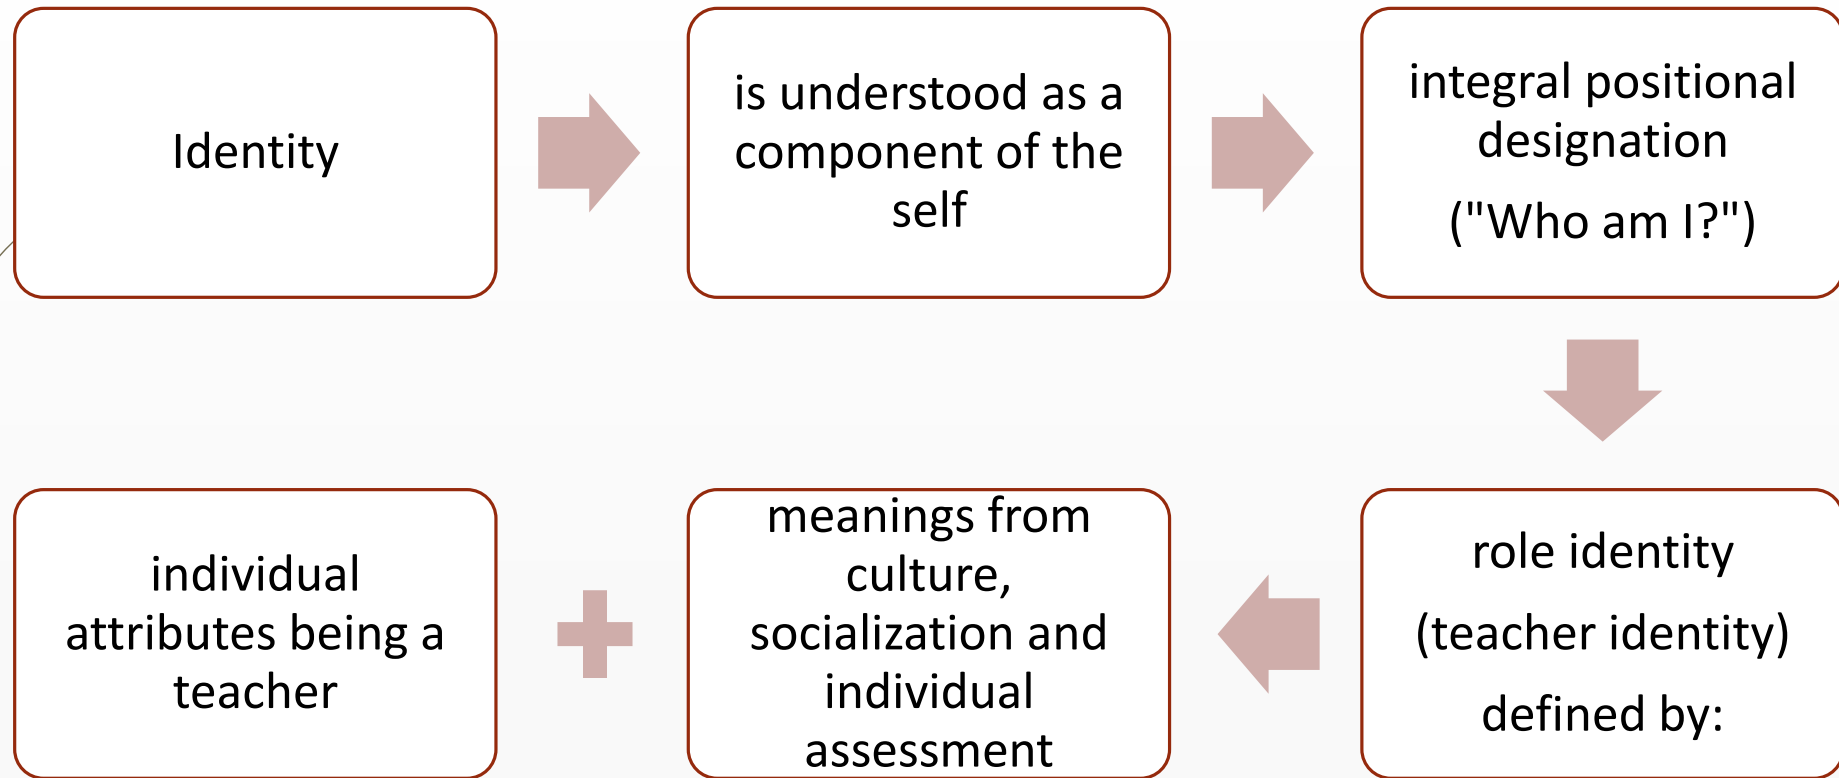 Identity
is understood as a
component of the
self
integral positional
designation
("Who am I?")
role identity
(teacher identity)
defined by:
meanings from
culture,
socialization and
individual
assessment
individual
attributes being a
teacher